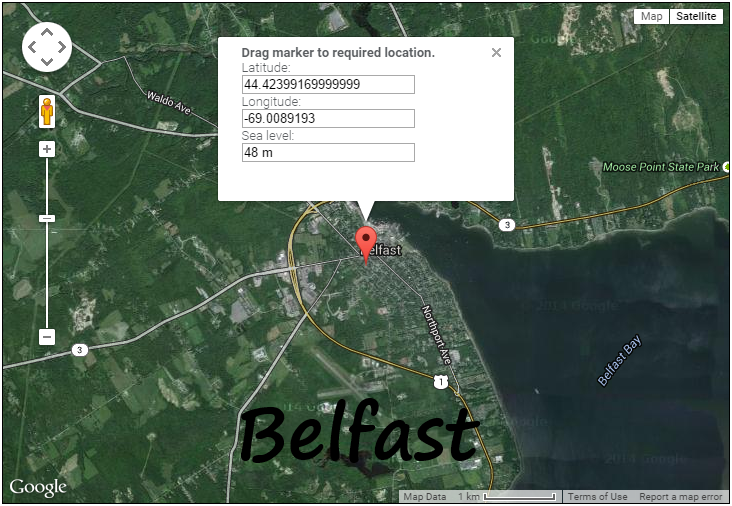 Map
Satellite
Drag marker to required location.
Latitude:
44.42399169999999
Longitude:
-69.0089193
Sea level:
48 m
Waldo Ave
Moose Point State Park
3
Belfast
Northport Ave
3
1
Belfast Bay
Belfast
Google
Map Data
1 km
Terms of Use
Report a map error